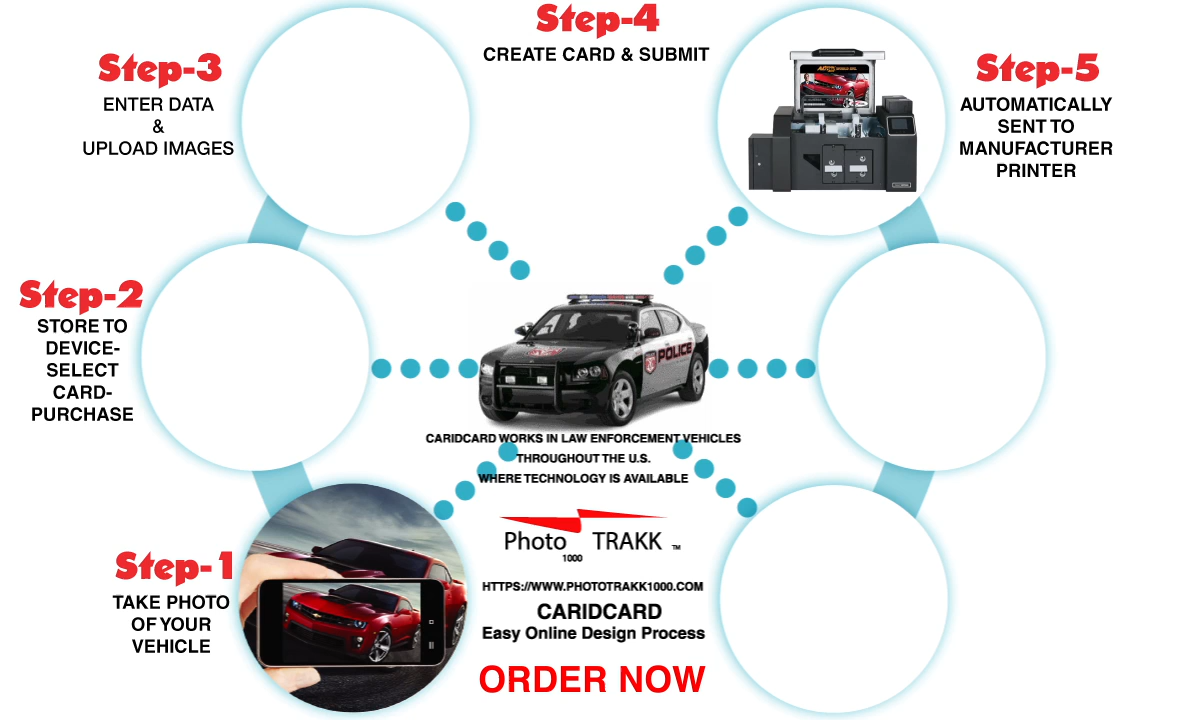 Step-4
CREATE CARD & SUBMIT
Step-3
ENTER DATA
&
UPLOAD IMAGES
Step-5
AUTOMATICALLY
SENT TO
MANUFACTURER
PRINTER
Step-2
STORE TO
DEVICE-
SELECT
CARD-
PURCHASE
POLICE
CARIDCARD WORKS IN LAW ENFORCEMENT VEHICLES
THROUGHOUT THE U.S.
WHERE TECHNOLOGY IS AVAILABLE
Step-1
TAKE PHOTO
OF YOUR
VEHICLE
Photo TRAKK TM
1000
HTTPS://WWW.PHOTOTRAKK1000.COM
CARIDCARD
Easy Online Design Process
ORDER NOW